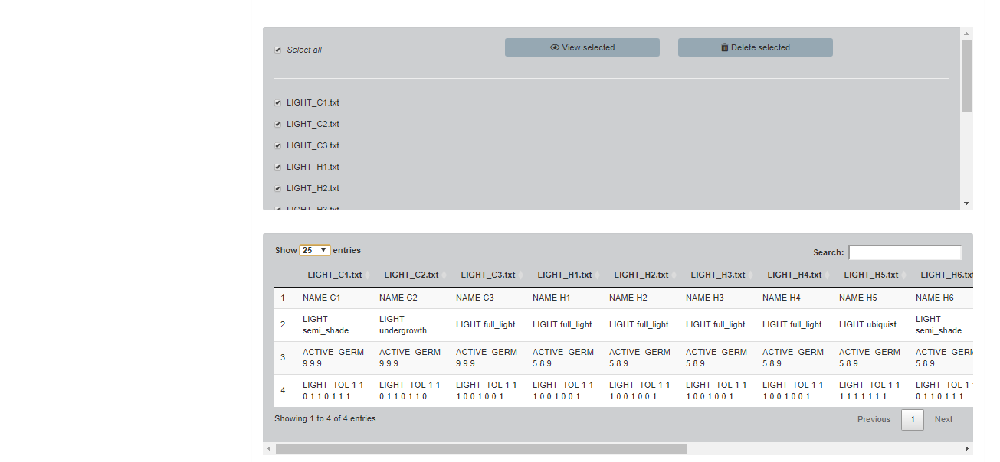 Select all
View selected
Delete selected
LIGHT_C1.txt
LIGHT_C2.txt
LIGHT_C3.txt
LIGHT_H1.txt
LIGHT_H2.txt
LIGHT_H3.txt
Show 25 entries
Search:
LIGHT_C1.txt LIGHT_C2.txt LIGHT_C3.txt LIGHT_H1.txt LIGHT_H2.txt LIGHT_H3.txt LIGHT_H4.txt LIGHT_H5.txt LIGHT_H6.txt
1 NAME C1 NAME C2 NAME C3 NAME H1 NAME H2 NAME H3 NAME H4 NAME H5 NAME H6
2 LIGHT semi_shade LIGHT undergrowth LIGHT full_light LIGHT full_light LIGHT full_light LIGHT full_light LIGHT full_light LIGHT ubiquist LIGHT semi_shade
3 ACTIVE_GERM 9 9 9 ACTIVE_GERM 9 9 9 ACTIVE_GERM 9 9 9 ACTIVE_GERM 5 8 9 ACTIVE_GERM 5 8 9 ACTIVE_GERM 5 8 9 ACTIVE_GERM 5 8 9 ACTIVE_GERM 5 8 9 ACTIVE_GERM 5 8 9
4 LIGHT_TOL 1 1 0 1 1 0 1 1 1 LIGHT_TOL 1 1 0 1 1 0 1 1 0 LIGHT_TOL 1 1 1 0 0 1 0 0 1 LIGHT_TOL 1 1 1 0 0 1 0 0 1 LIGHT_TOL 1 1 1 0 0 1 0 0 1 LIGHT_TOL 1 1 1 0 0 1 0 0 1 LIGHT_TOL 1 1 1 0 0 1 0 0 1 LIGHT_TOL 1 1 1 1 1 1 1 1 1 LIGHT_TOL 1 1 0 1 1 0 1 1 1
Showing 1 to 4 of 4 entries
Previous 1 Next